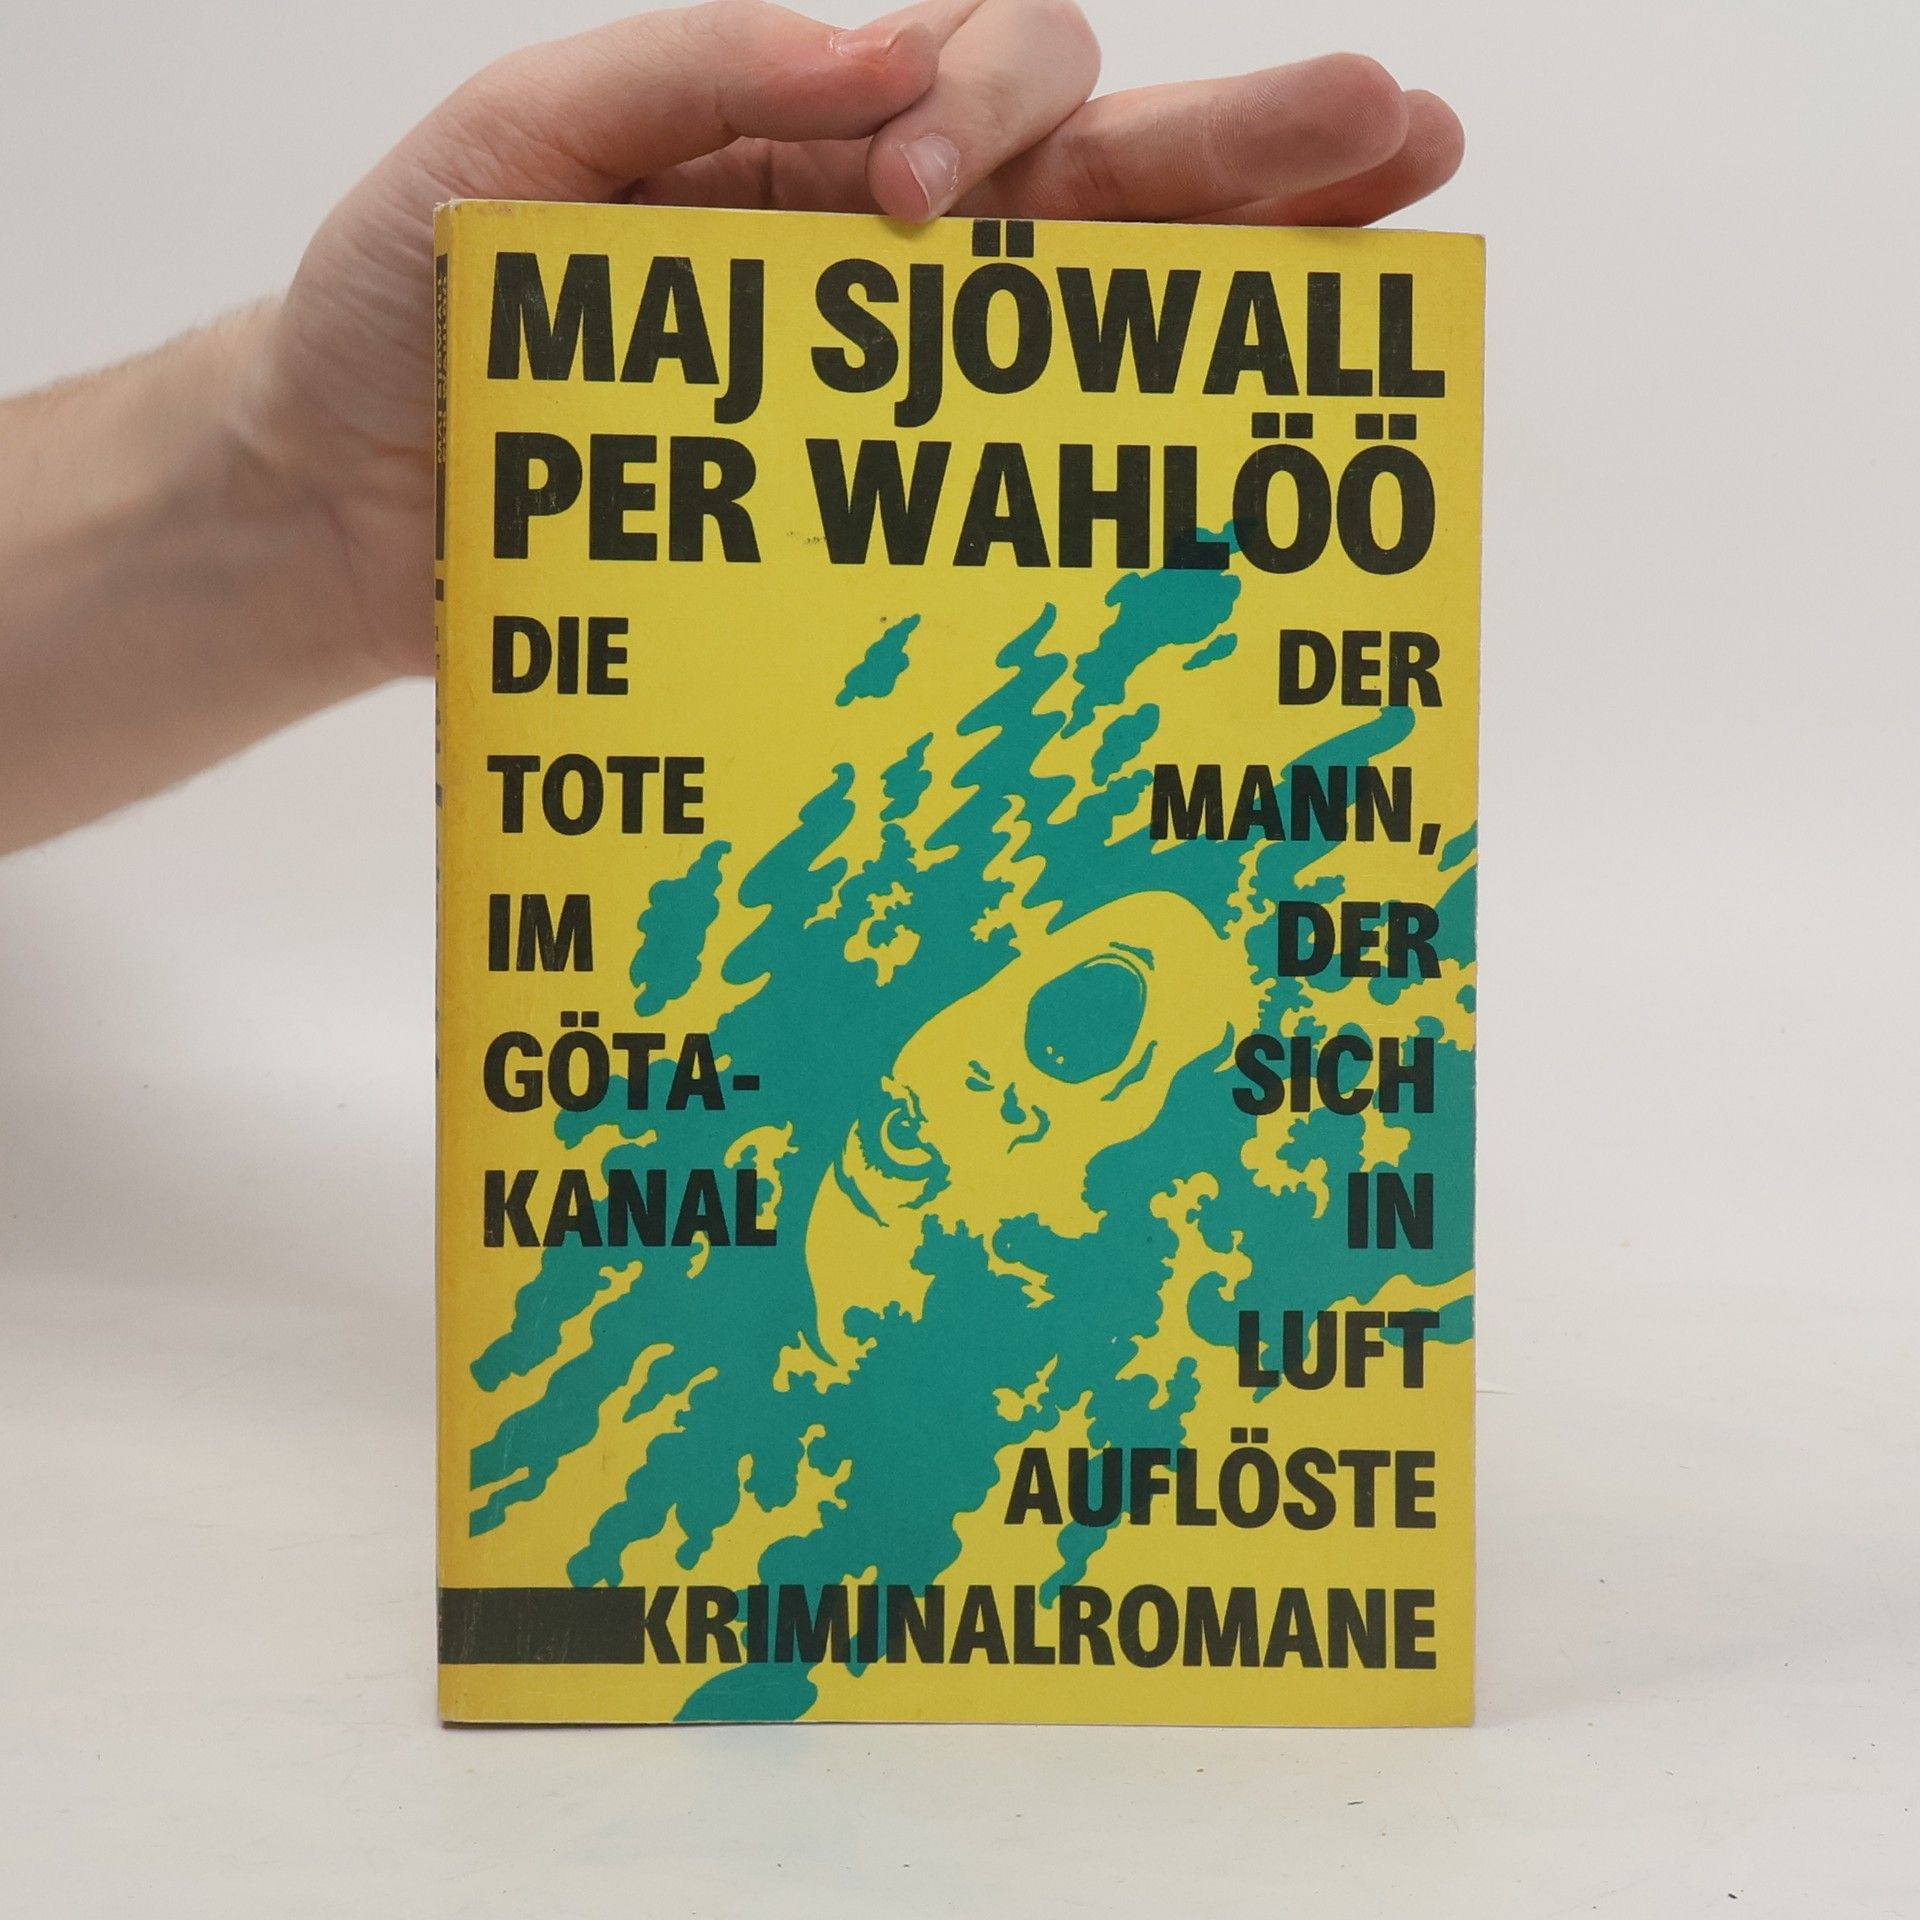 MAJ SJÖWALL
PER WAHLÖÖ
DIE
TOTE
IM
GÖTA-
KANAL
DER
MANN,
DER
SICH
IN
LUFT
AUFLÖSTE
KRIMINALROMANE